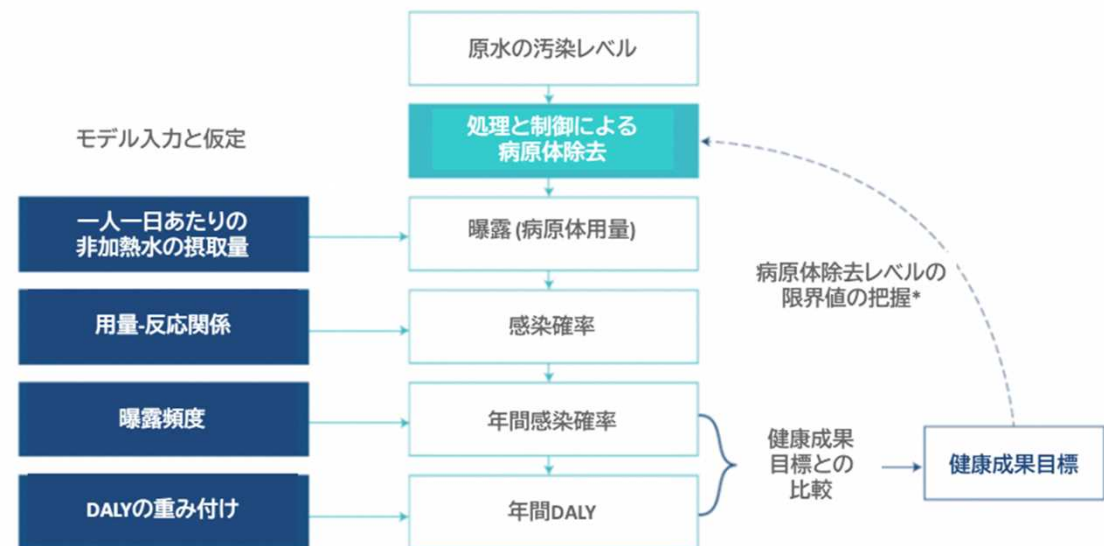 原水の汚染レベル
モデル入力と仮定
処理と制御による
病原体除去
一人一日あたりの
非加熱水の摂取量
曝露 (病原体用量)
病原体除去レベルの
限界値の把握*
用量-反応関係
感染確率
曝露頻度
年間感染確率
健康成果
目標との
比較
健康成果目標
DALYの重み付け
年間DALY